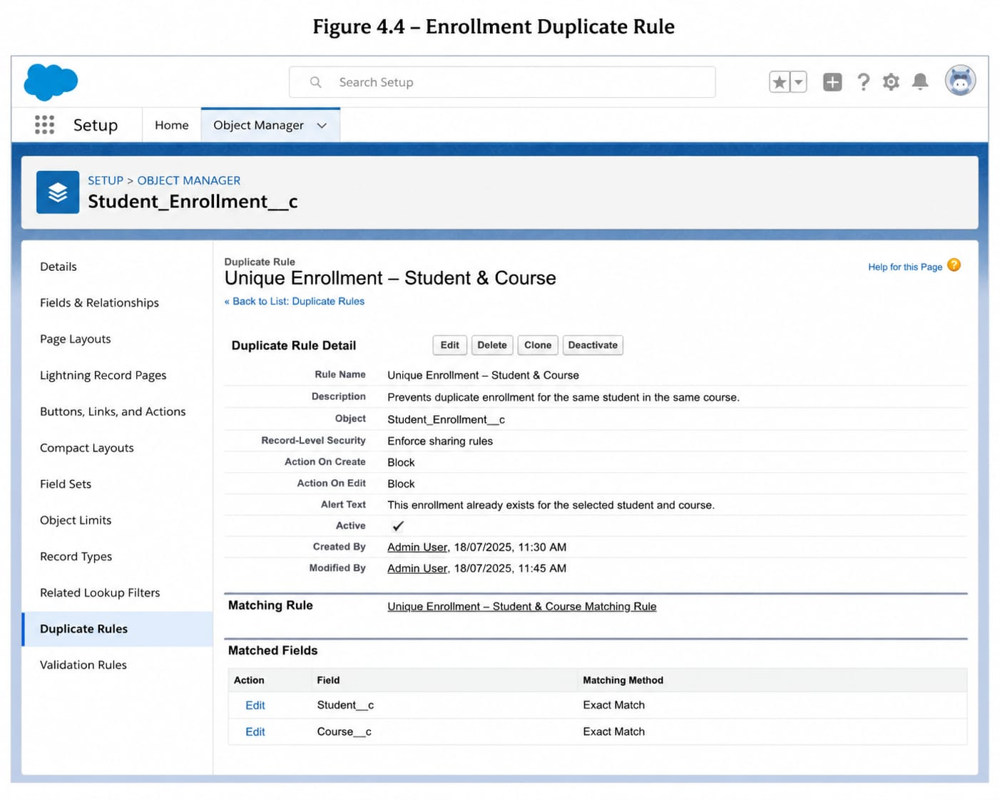 Figure 4.4 – Enrollment Duplicate Rule
Search Setup
Setup
Home
Object Manager
SETUP > OBJECT MANAGER
Student_Enrollment__c
Details
Fields & Relationships
Page Layouts
Lightning Record Pages
Buttons, Links, and Actions
Compact Layouts
Field Sets
Object Limits
Record Types
Related Lookup Filters
Duplicate Rules
Validation Rules
Duplicate Rule
Unique Enrollment – Student & Course
« Back to List: Duplicate Rules
Help for this Page ?
Duplicate Rule Detail Edit Delete Clone Deactivate
Rule Name Unique Enrollment – Student & Course
Description Prevents duplicate enrollment for the same student in the same course.
Object Student_Enrollment__c
Record-Level Security Enforce sharing rules
Action On Create Block
Action On Edit Block
Alert Text This enrollment already exists for the selected student and course.
Active ✓
Created By Admin User, 18/07/2025, 11:30 AM
Modified By Admin User, 18/07/2025, 11:45 AM
Matching Rule Unique Enrollment – Student & Course Matching Rule
Matched Fields
Action Field Matching Method
Edit Student__c Exact Match
Edit Course__c Exact Match